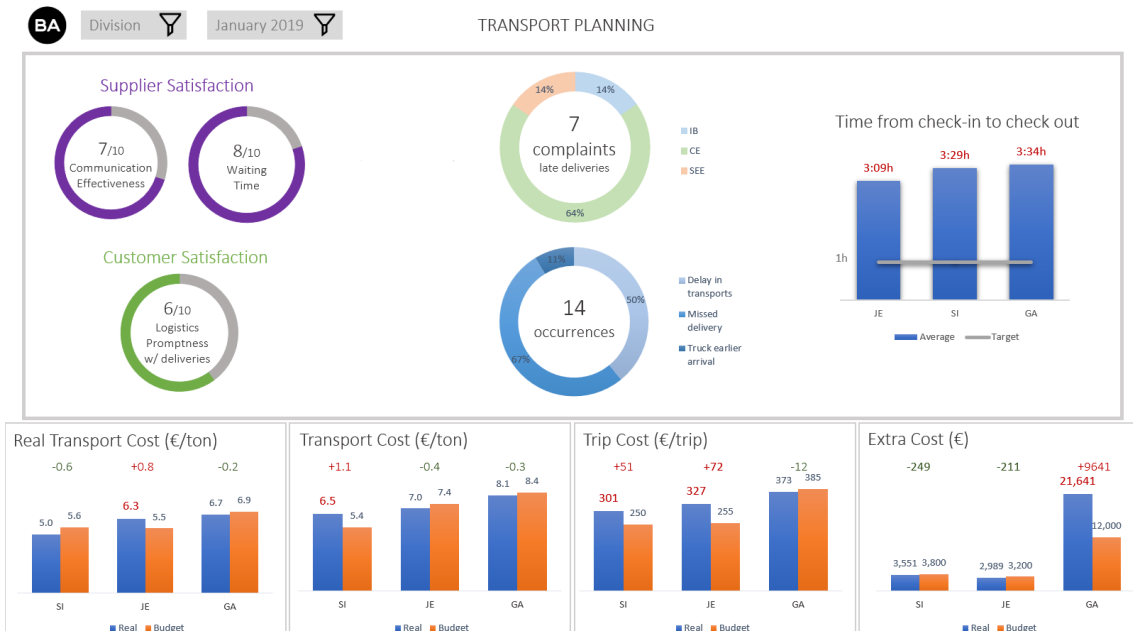 BA
Division
January 2019
TRANSPORT PLANNING
Supplier Satisfaction
7/10
Communication
Effectiveness
8/10
Waiting
Time
Customer Satisfaction
6/10
Logistics
Promptness
w/ deliveries
14%
14%
7
complaints
late deliveries
64%
IB
CE
SEE
11%
50%
14
occurrences
67%
Delay in
transports
Missed
delivery
Truck earlier
arrival
Time from check-in to check out
3:09h
3:29h
3:34h
1h
JE
SI
GA
Average
Target
Real Transport Cost (€/ton)
-0.6
+0.8
-0.2
5.0
5.6
6.3
5.5
6.7
6.9
SI
JE
GA
Real
Budget
Transport Cost (€/ton)
+1.1
-0.4
-0.3
6.5
5.4
7.0
7.4
8.1
8.4
SI
JE
GA
Real
Budget
Trip Cost (€/trip)
+51
+72
-12
301
250
327
255
373
385
SI
JE
GA
Real
Budget
Extra Cost (€)
-249
-211
+9641
3,551
3,800
2,989
3,200
21,641
12,000
SI
JE
GA
Real
Budget